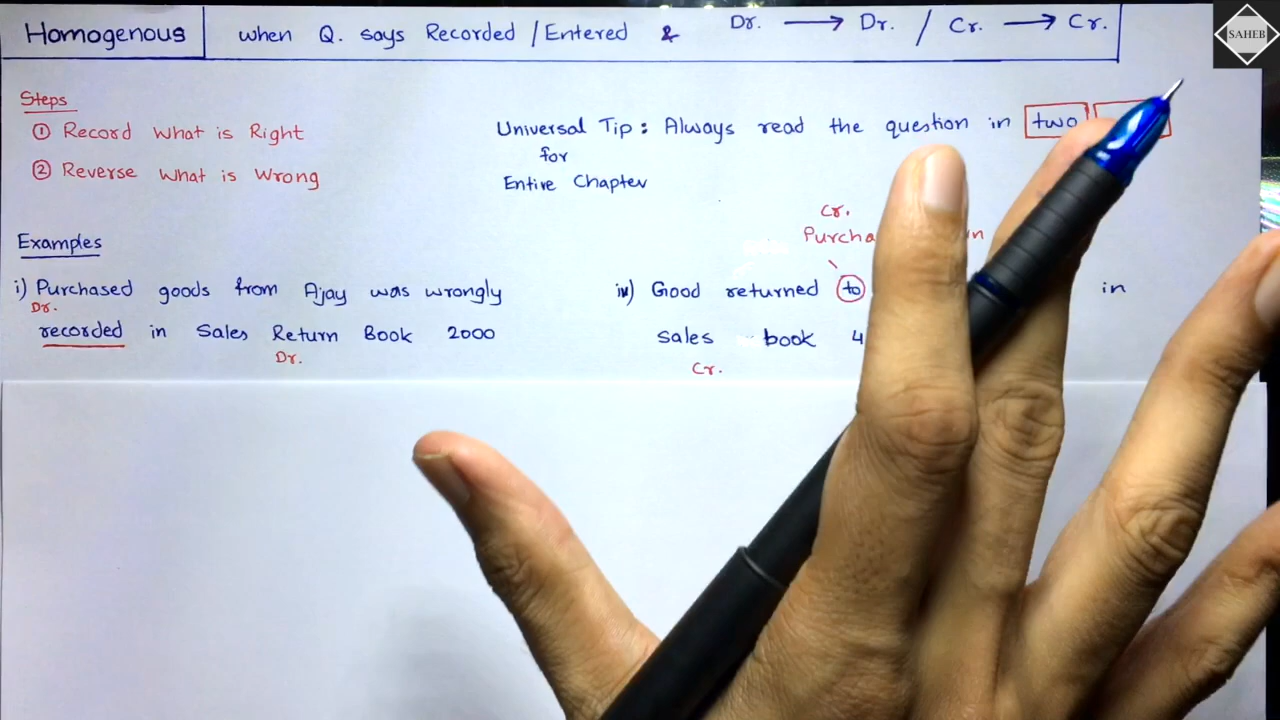 Homogenous when Q. says Recorded/Entered & Dr. → Dr. / Cr. → Cr.
SAHEB
Steps
① Record what is Right
② Reverse what is wrong
Universal Tip: Always read the question in two
for
Entire Chapter
Examples
i) Purchased goods from Ajay was wrongly
Dr.
recorded in Sales Return Book 2000
Dr.
Cr.
iv) Good returned to in
sales book
Cr.